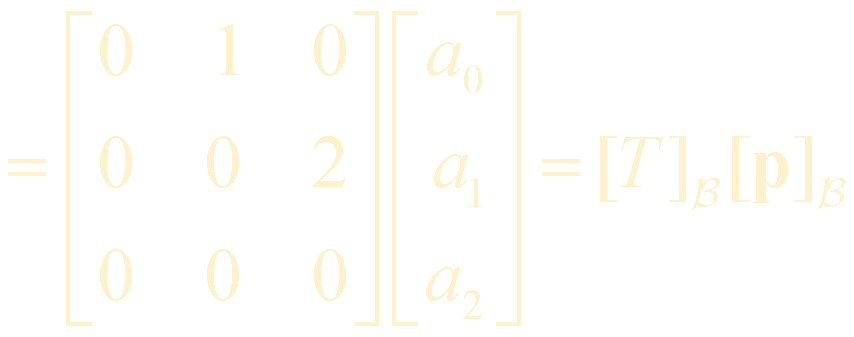 = [0 1 0; 0 0 2; 0 0 0] [a₀; a₁; a₂] = [T]_ℬ [𝐩]_ℬ